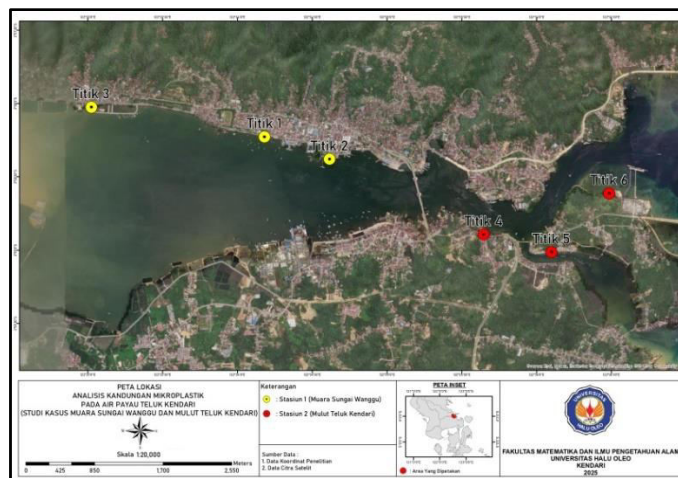 Titik 3
Titik 1
Titik 2
Titik 6
Titik 4
Titik 5
PETA LOKASI
ANALISIS KANDUNGAN MIKROPLASTIK
PADA AIR PAYAU TELUK KENDARI
(STUDI KASUS MUARA SUNGAI WANGGU DAN MULUT TELUK KENDARI)
Skala 1:20,000
0 425 850 1,700 2,550
Meters
Keterangan
: Stasiun 1 (Muara Sungai Wanggu)
: Stasiun 2 (Mulut Teluk Kendari)
Sumber Data :
1. Data Koordinat Penelitian
2. Data Citra Satelit
PETA INSET
: Area Yang Dipetakan
UNIVERSITAS
HALU OLEO
FAKULTAS MATEMATIKA DAN ILMU PENGETAHUAN ALAM
UNIVERSITAS HALU OLEO
KENDARI
2025